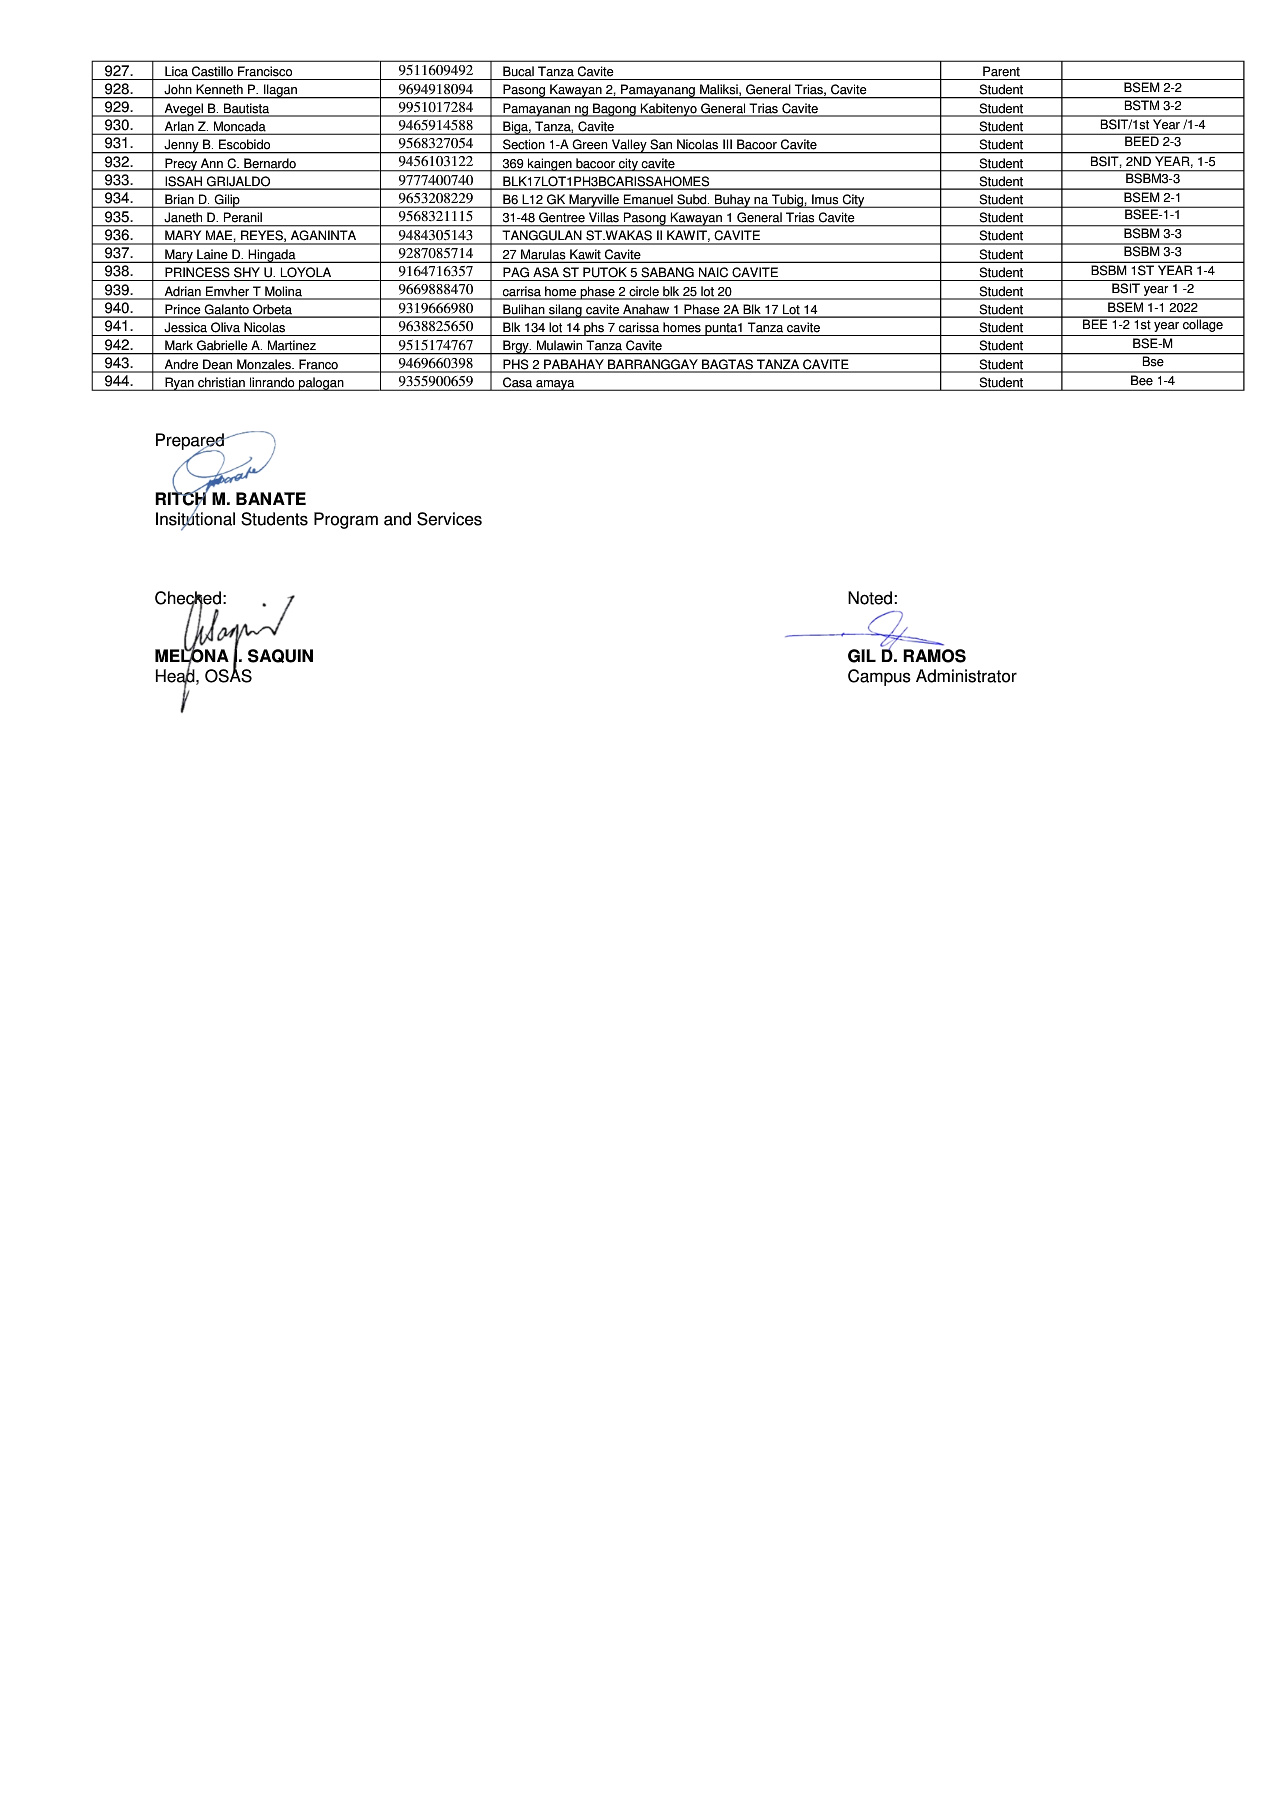 927. Lica Castillo Francisco 9511609492 Bucal Tanza Cavite Parent
928. John Kenneth P. Ilagan 9694918094 Pasong Kawayan 2, Pamayanang Maliksi, General Trias, Cavite Student BSEM 2-2
929. Avegel B. Bautista 9951017284 Pamayanan ng Bagong Kabitenyo General Trias Cavite Student BSTM 3-2
930. Arlan Z. Moncada 9465914588 Biga, Tanza, Cavite Student BSIT/1st Year /1-4
931. Jenny B. Escobido 9568327054 Section 1-A Green Valley San Nicolas III Bacoor Cavite Student BEED 2-3
932. Precy Ann C. Bernardo 9456103122 369 kaingen bacoor city cavite Student BSIT, 2ND YEAR, 1-5
933. ISSAH GRIJALDO 9777400740 BLK17LOT1PH3BCARISSAHOMES Student BSBM3-3
934. Brian D. Gilip 9653208229 B6 L12 GK Maryville Emanuel Subd. Buhay na Tubig, Imus City Student BSEM 2-1
935. Janeth D. Peranil 9568321115 31-48 Gentree Villas Pasong Kawayan 1 General Trias Cavite Student BSEE-1-1
936. MARY MAE, REYES, AGANINTA 9484305143 TANGGULAN ST.WAKAS II KAWIT, CAVITE Student BSBM 3-3
937. Mary Laine D. Hingada 9287085714 27 Marulas Kawit Cavite Student BSBM 3-3
938. PRINCESS SHY U. LOYOLA 9164716357 PAG ASA ST PUTOK 5 SABANG NAIC CAVITE Student BSBM 1ST YEAR 1-4
939. Adrian Emvher T Molina 9669888470 carrisa home phase 2 circle blk 25 lot 20 Student BSIT year 1 -2
940. Prince Galanto Orbeta 9319666980 Bulihan silang cavite Anahaw 1 Phase 2A Blk 17 Lot 14 Student BSEM 1-1 2022
941. Jessica Oliva Nicolas 9638825650 Blk 134 lot 14 phs 7 carissa homes punta1 Tanza cavite Student BEE 1-2 1st year collage
942. Mark Gabrielle A. Martinez 9515174767 Brgy. Mulawin Tanza Cavite Student BSE-M
943. Andre Dean Monzales. Franco 9469660398 PHS 2 PABAHAY BARRANGGAY BAGTAS TANZA CAVITE Student Bse
944. Ryan christian linrando palogan 9355900659 Casa amaya Student Bee 1-4
Prepared
RITCH M. BANATE
Insitutional Students Program and Services
Checked: Noted:
MELONA I. SAQUIN GIL D. RAMOS
Head, OSAS Campus Administrator